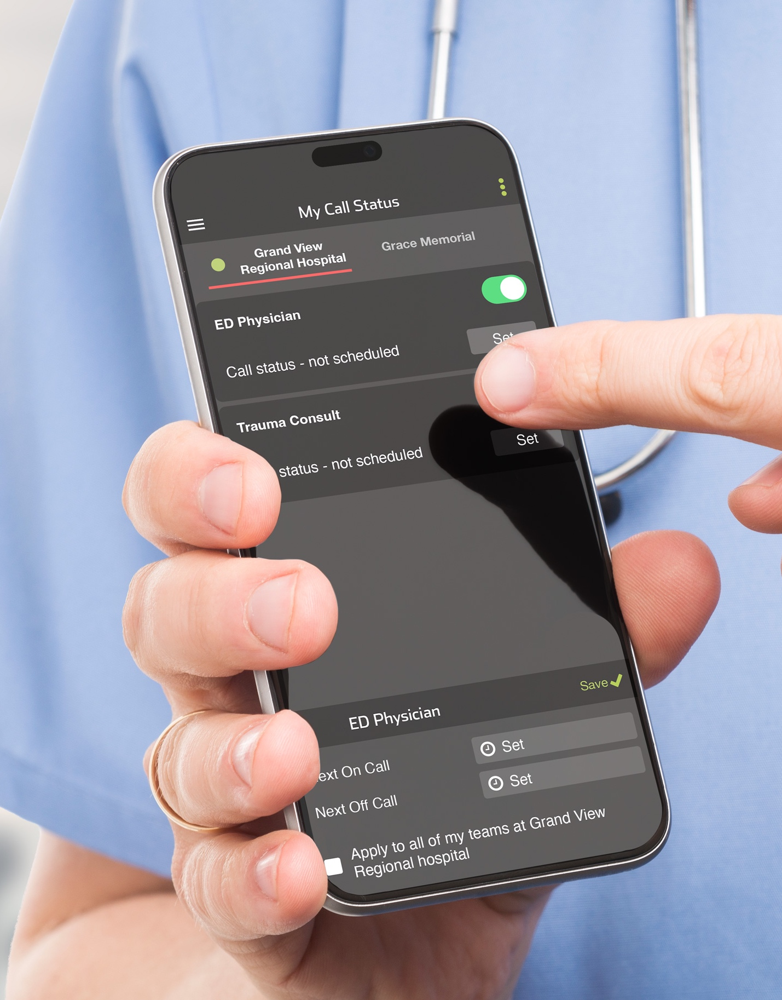 My Call Status
Grand View
Regional Hospital
Grace Memorial
ED Physician
Call status - not scheduled
Set
Trauma Consult
status - not scheduled
Set
Save
ED Physician
ext On Call
Set
Next Off Call
Set
Apply to all of my teams at Grand View
Regional hospital